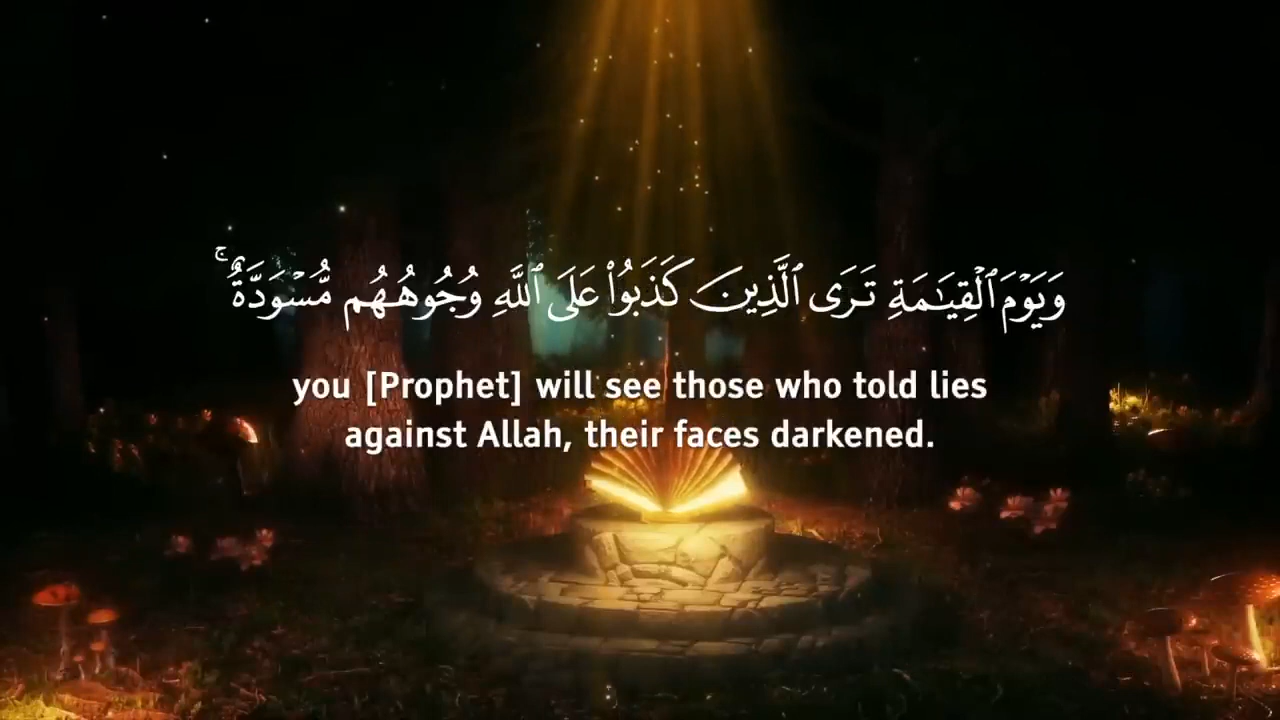 وَيَوْمَ ٱلْقِيَـٰمَةِ تَرَى ٱلَّذِينَ كَذَبُوا۟ عَلَى ٱللَّهِ وُجُوهُهُم مُّسْوَدَّةٌ ۚ
you [Prophet] will see those who told lies
against Allah, their faces darkened.